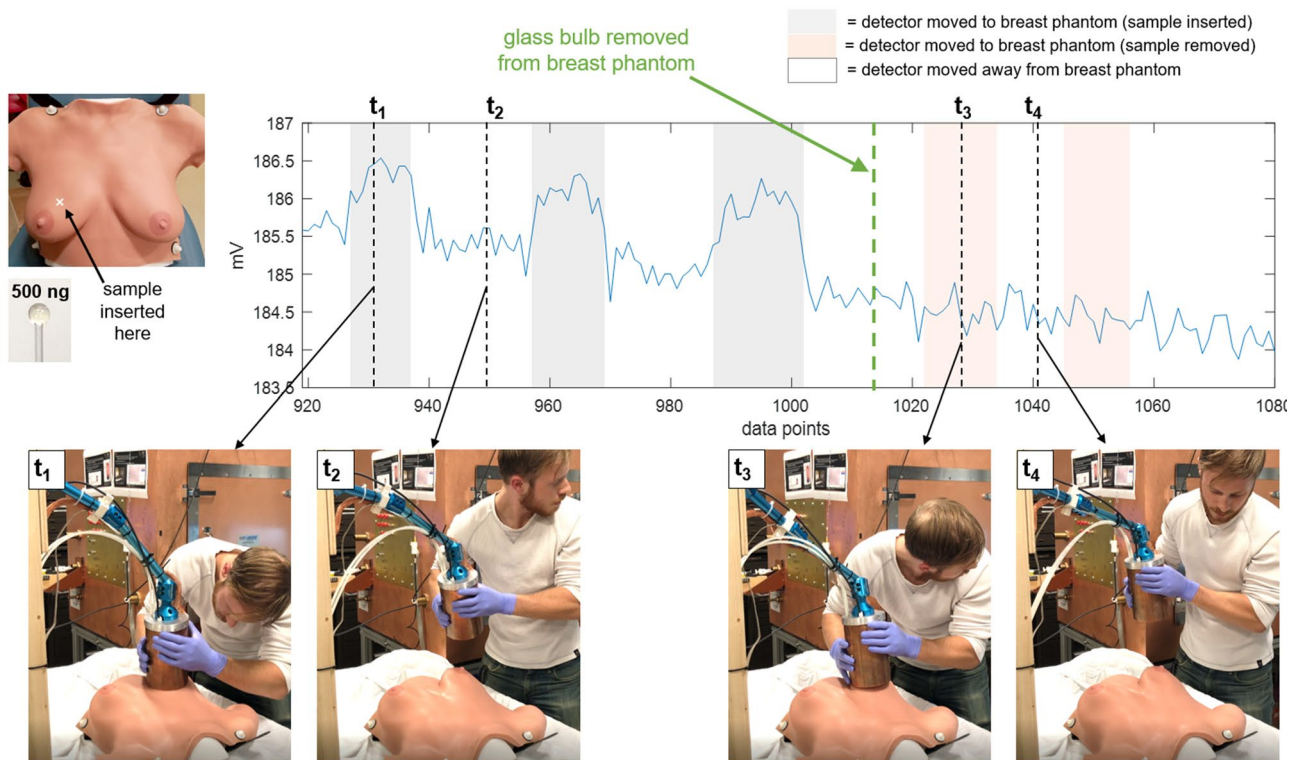 = detector moved to breast phantom (sample inserted)
= detector moved to breast phantom (sample removed)
= detector moved away from breast phantom
glass bulb removed
from breast phantom
t₁
t₂
t₃
t₄
187
186.5
186
185.5
185
184.5
184
183.5
mV
920
940
960
980
1000
1020
1040
1060
1080
data points
500 ng
sample
inserted
here
t₁
t₂
t₃
t₄